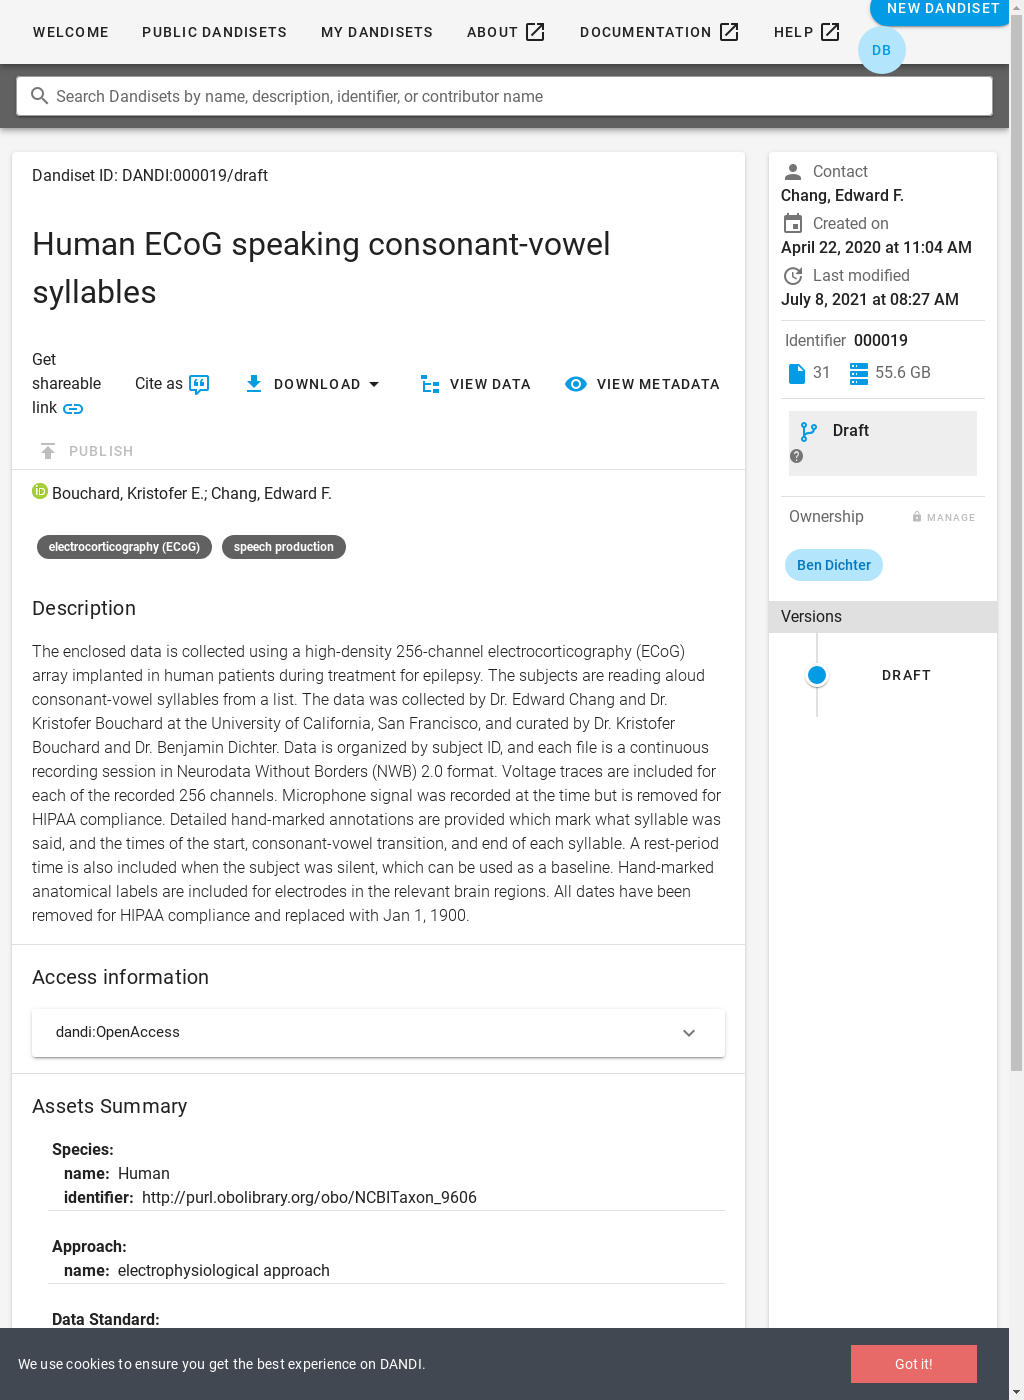 NEW DANDISET
WELCOME PUBLIC DANDISETS MY DANDISETS ABOUT DOCUMENTATION HELP
DB
Search Dandisets by name, description, identifier, or contributor name
Dandiset ID: DANDI:000019/draft
Human ECoG speaking consonant-vowel
syllables
Get
shareable
link
Cite as
DOWNLOAD
VIEW DATA
VIEW METADATA
PUBLISH
iD Bouchard, Kristofer E.; Chang, Edward F.
electrocorticography (ECoG) speech production
Description
The enclosed data is collected using a high-density 256-channel electrocorticography (ECoG)
array implanted in human patients during treatment for epilepsy. The subjects are reading aloud
consonant-vowel syllables from a list. The data was collected by Dr. Edward Chang and Dr.
Kristofer Bouchard at the University of California, San Francisco, and curated by Dr. Kristofer
Bouchard and Dr. Benjamin Dichter. Data is organized by subject ID, and each file is a continuous
recording session in Neurodata Without Borders (NWB) 2.0 format. Voltage traces are included for
each of the recorded 256 channels. Microphone signal was recorded at the time but is removed for
HIPAA compliance. Detailed hand-marked annotations are provided which mark what syllable was
said, and the times of the start, consonant-vowel transition, and end of each syllable. A rest-period
time is also included when the subject was silent, which can be used as a baseline. Hand-marked
anatomical labels are included for electrodes in the relevant brain regions. All dates have been
removed for HIPAA compliance and replaced with Jan 1, 1900.
Access information
dandi:OpenAccess
Assets Summary
Species:
name: Human
identifier: http://purl.obolibrary.org/obo/NCBITaxon_9606
Approach:
name: electrophysiological approach
Data Standard:
Contact
Chang, Edward F.
Created on
April 22, 2020 at 11:04 AM
Last modified
July 8, 2021 at 08:27 AM
Identifier 000019
31 55.6 GB
Draft
?
Ownership MANAGE
Ben Dichter
Versions
DRAFT
We use cookies to ensure you get the best experience on DANDI.
Got it!